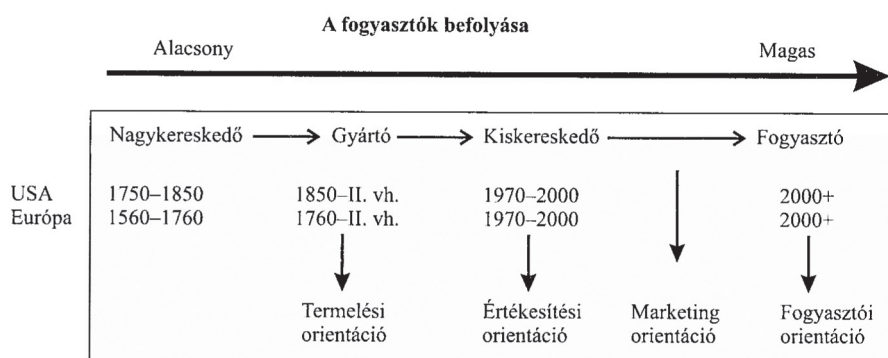 A fogyasztók befolyása
Alacsony Magas
Nagykereskedő Gyártó Kiskereskedő Fogyasztó
USA 1750–1850 1850–II. vh. 1970–2000 2000+
Európa 1560–1760 1760–II. vh. 1970–2000 2000+
Termelési Értékesítési Marketing Fogyasztói
orientáció orientáció orientáció orientáció